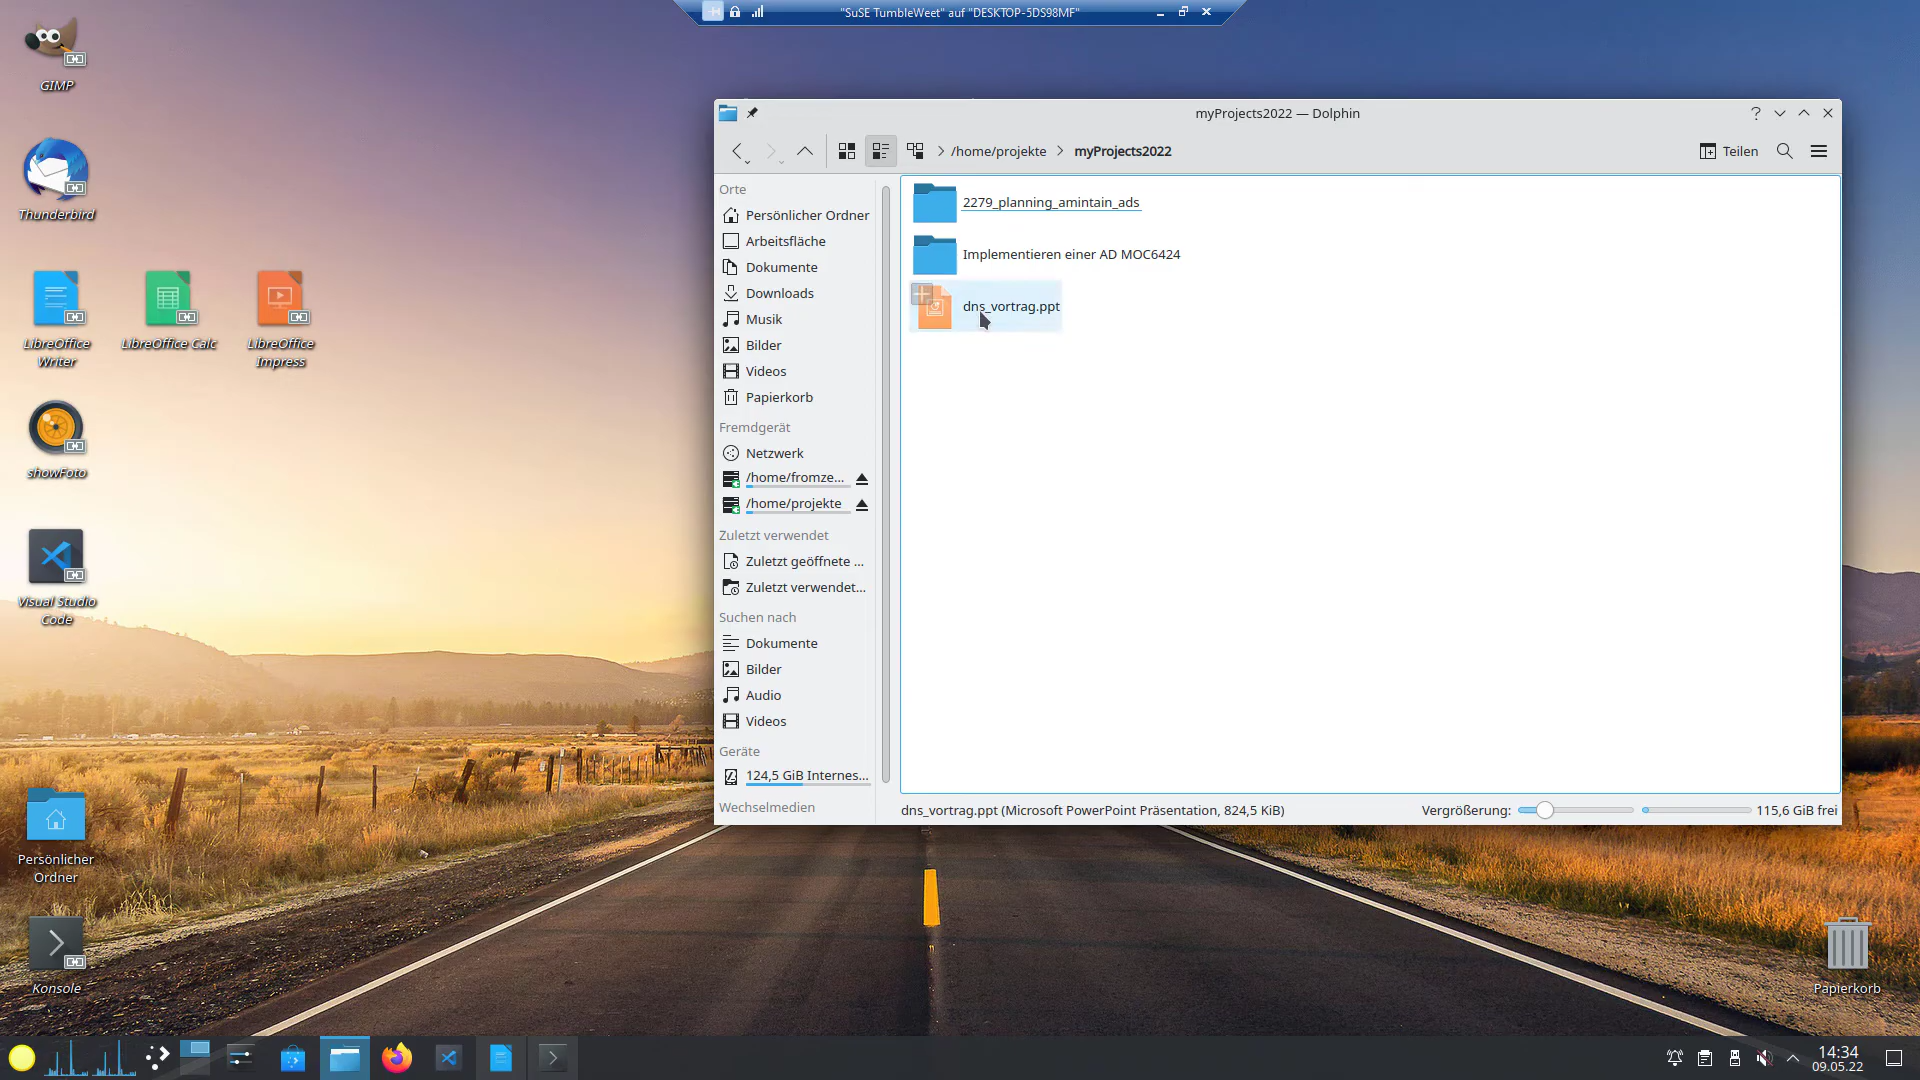 "SuSE TumbleWeet" auf "DESKTOP-5DS98MF"
GIMP
Thunderbird
LibreOffice
Writer
LibreOffice Calc
LibreOffice
Impress
showFoto
Visual Studio
Code
Persönlicher
Ordner
Konsole
myProjects2022 — Dolphin
/home/projekte
myProjects2022
Teilen
Orte
Persönlicher Ordner
Arbeitsfläche
Dokumente
Downloads
Musik
Bilder
Videos
Papierkorb
Fremdgerät
Netzwerk
/home/fromze...
/home/projekte
Zuletzt verwendet
Zuletzt geöffnete ...
Zuletzt verwendet...
Suchen nach
Dokumente
Bilder
Audio
Videos
Geräte
124,5 GiB Internes...
Wechselmedien
2279_planning_amintain_ads
Implementieren einer AD MOC6424
dns_vortrag.ppt
dns_vortrag.ppt (Microsoft PowerPoint Präsentation, 824,5 KiB)
Vergrößerung:
115,6 GiB frei
Papierkorb
14:34
09.05.22